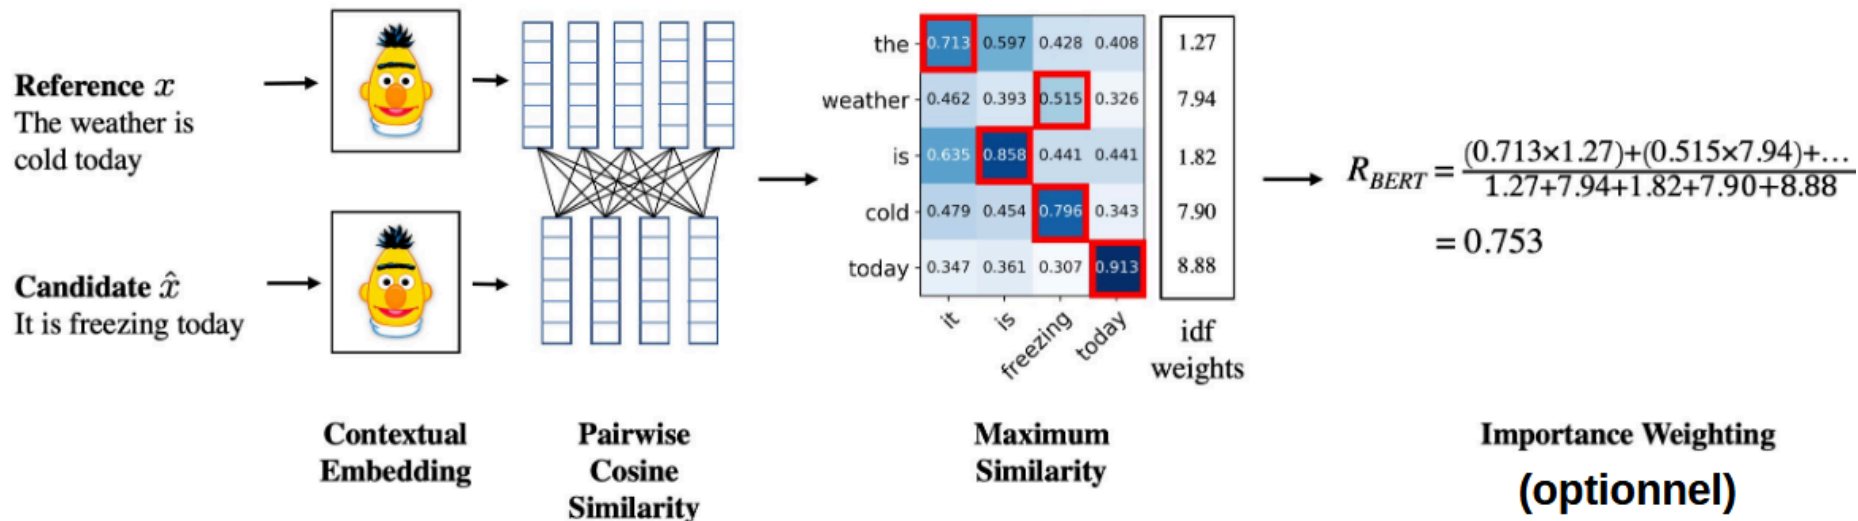 Reference x
The weather is
cold today
Candidate x̂
It is freezing today
Contextual
Embedding
Pairwise
Cosine
Similarity
the 0.713 0.597 0.428 0.408 1.27
weather 0.462 0.393 0.515 0.326 7.94
is 0.635 0.858 0.441 0.441 1.82
cold 0.479 0.454 0.796 0.343 7.90
today 0.347 0.361 0.307 0.913 8.88
it is freezing today
idf
weights
Maximum
Similarity
R_BERT = (0.713×1.27)+(0.515×7.94)+...
1.27+7.94+1.82+7.90+8.88
= 0.753
Importance Weighting
(optionnel)